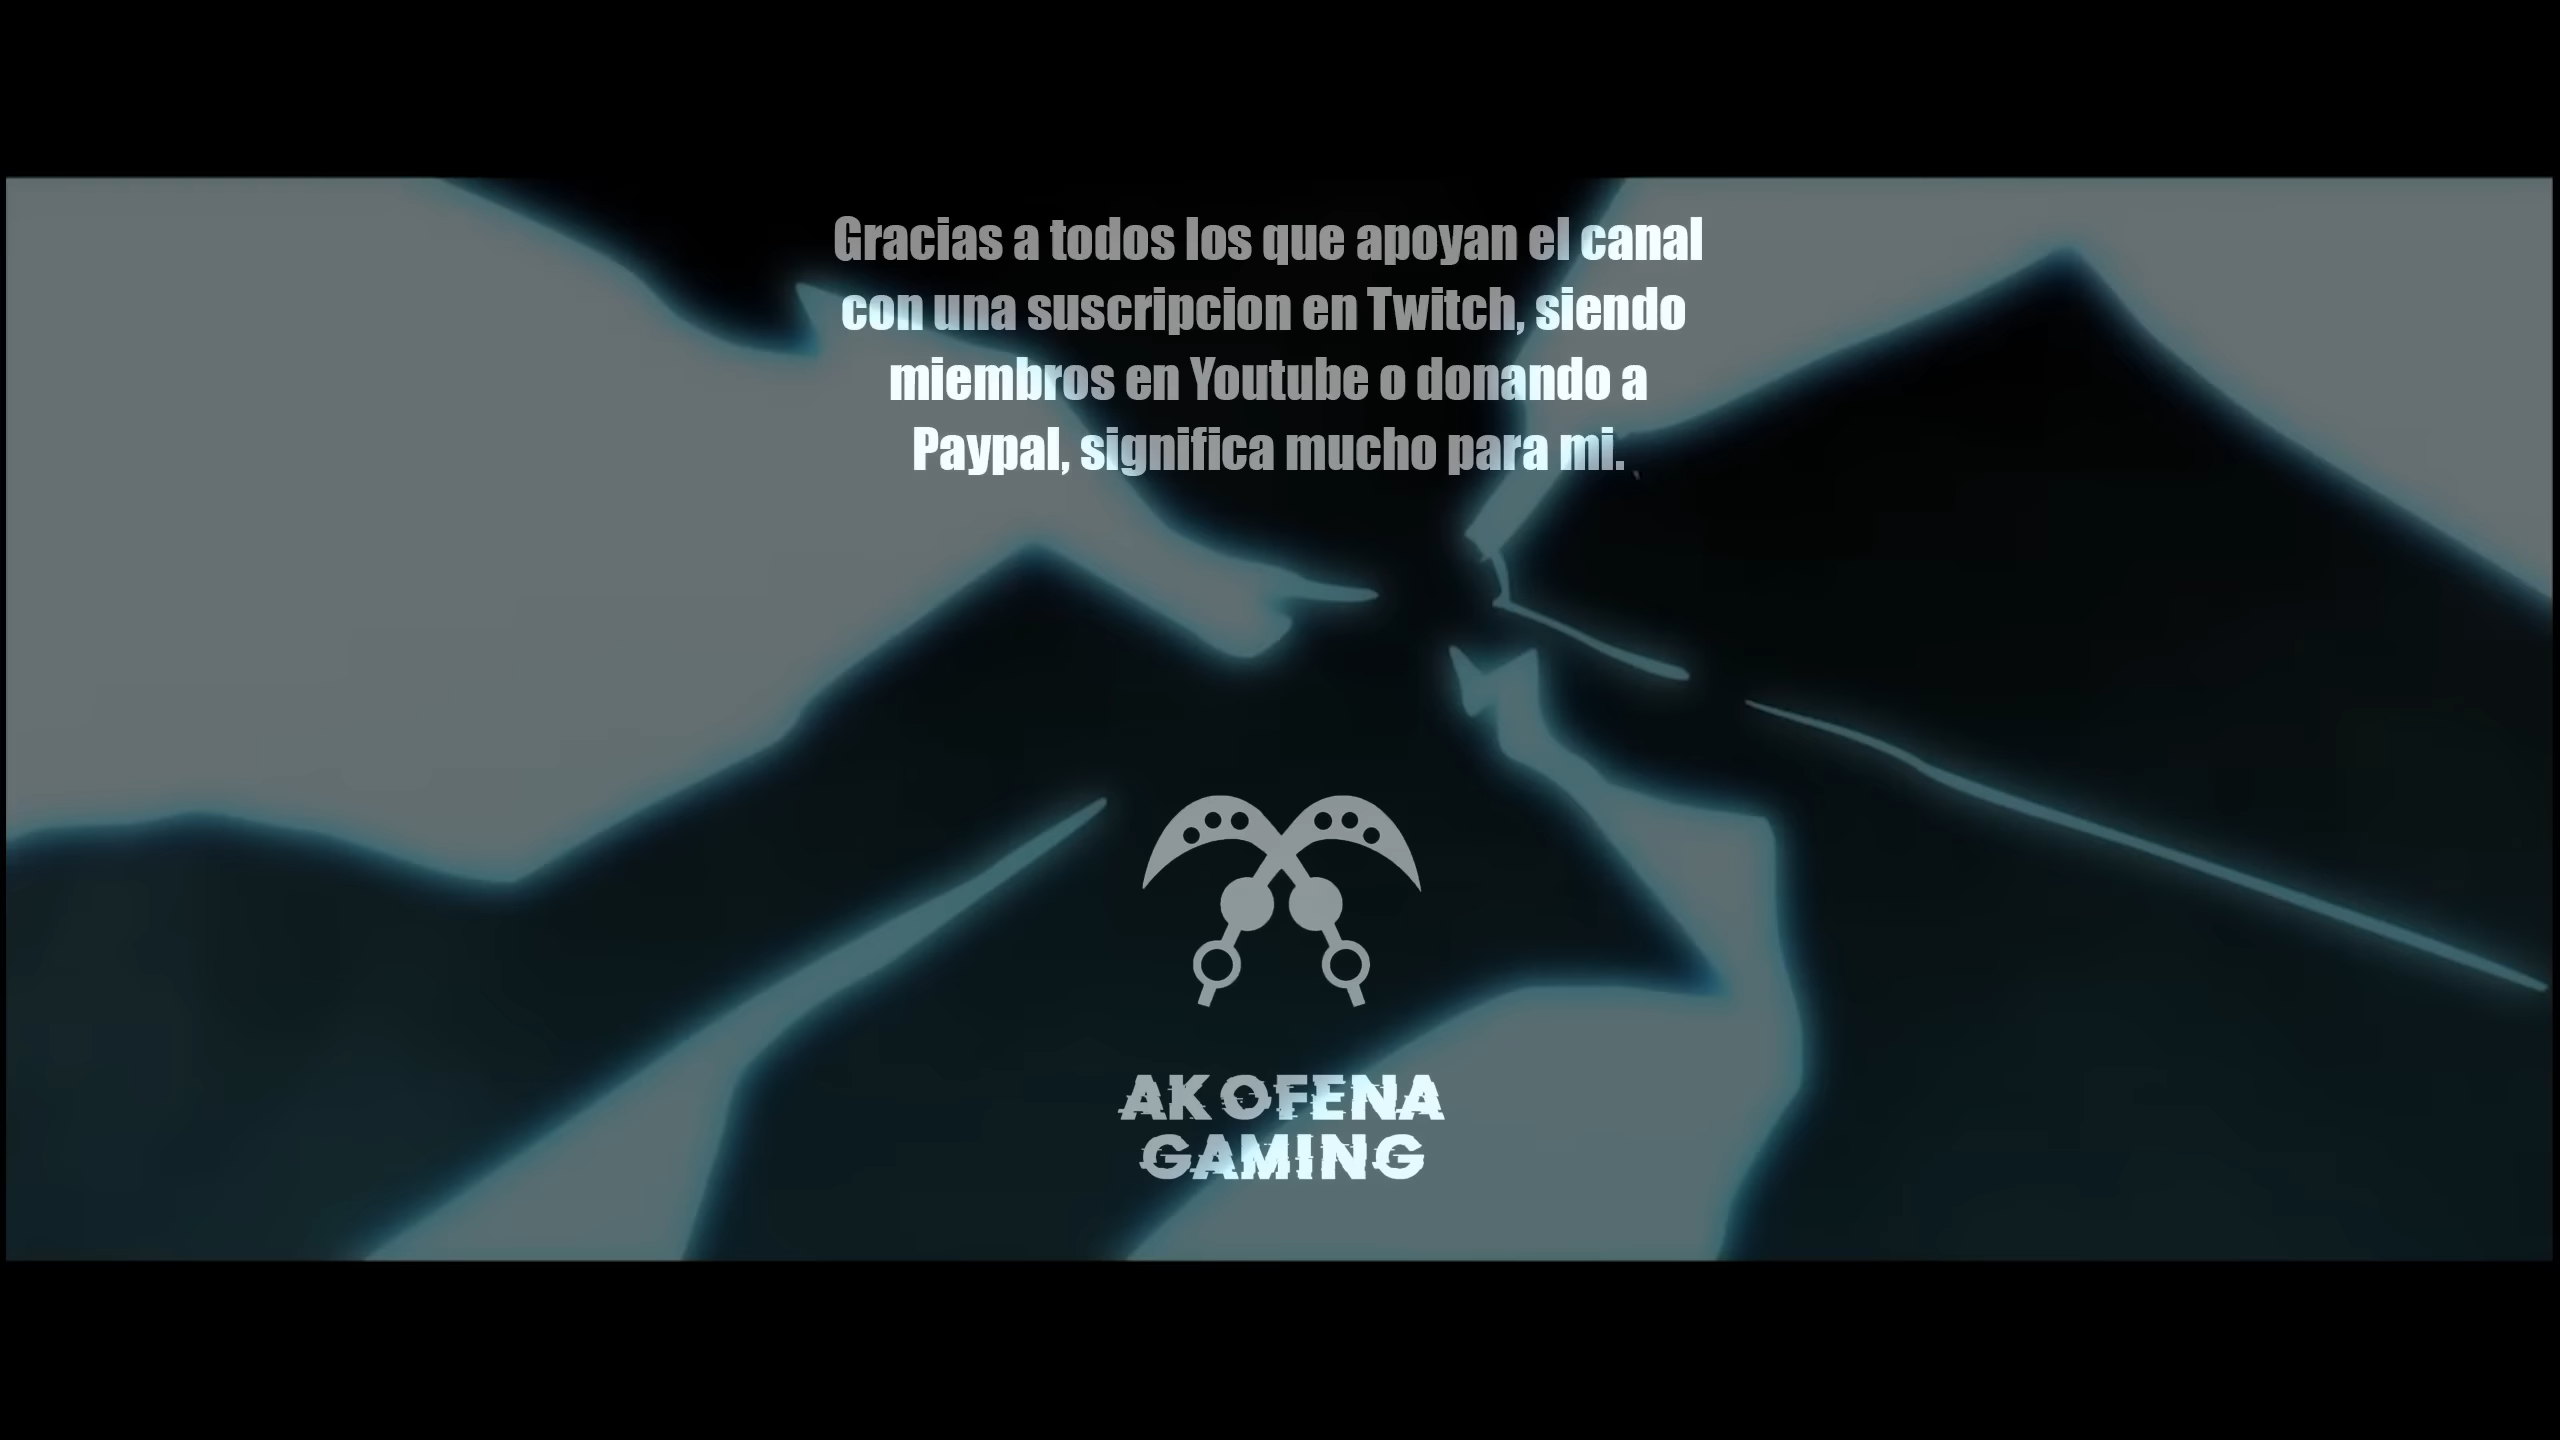 Gracias a todos los que apoyan el canal
con una suscripcion en Twitch, siendo
miembros en Youtube o donando a
Paypal, significa mucho para mi.
AKOFENA
GAMING